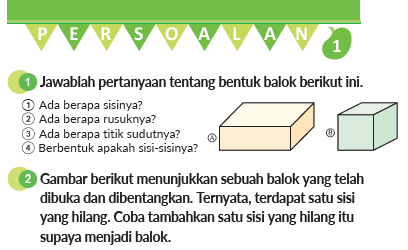 PERSOALAN 1
1 Jawablah pertanyaan tentang bentuk balok berikut ini.
① Ada berapa sisinya?
② Ada berapa rusuknya?
③ Ada berapa titik sudutnya?
④ Berbentuk apakah sisi-sisinya?
Ⓐ Ⓑ
2 Gambar berikut menunjukkan sebuah balok yang telah
dibuka dan dibentangkan. Ternyata, terdapat satu sisi
yang hilang. Coba tambahkan satu sisi yang hilang itu
supaya menjadi balok.